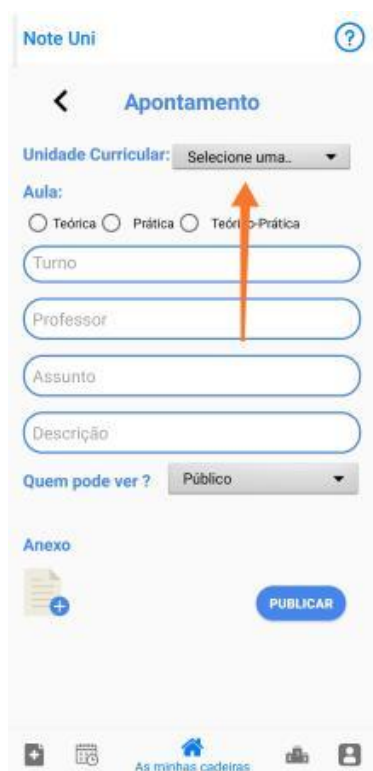 Note Uni
Apontamento
Unidade Curricular: Selecione uma..
Aula:
Teórica Prática Teórico-Prática
Turno
Professor
Assunto
Descrição
Quem pode ver ? Público
Anexo
PUBLICAR
As minhas cadeiras